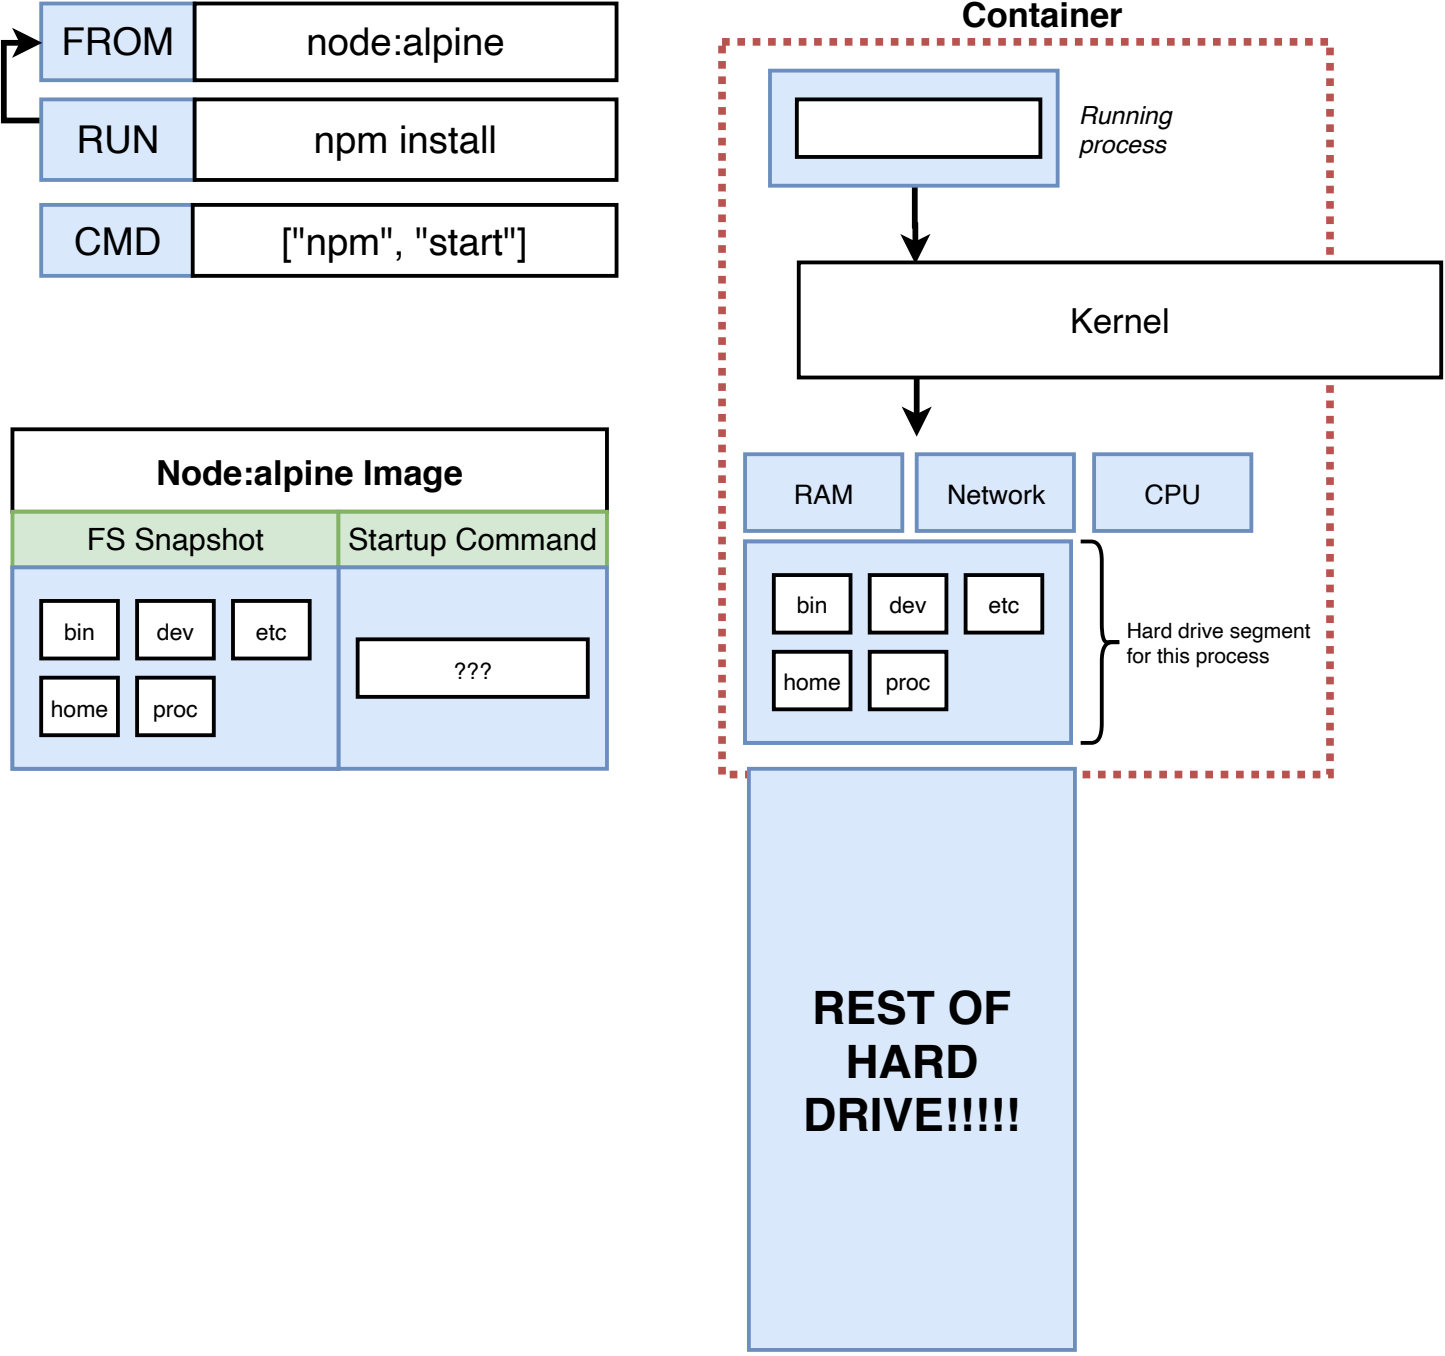 FROM
node:alpine
RUN
npm install
CMD
["npm", "start"]
Node:alpine Image
FS Snapshot
Startup Command
bin
dev
etc
home
proc
???
Container
Running
process
Kernel
RAM
Network
CPU
bin
dev
etc
home
proc
Hard drive segment
for this process
REST OF
HARD
DRIVE!!!!!